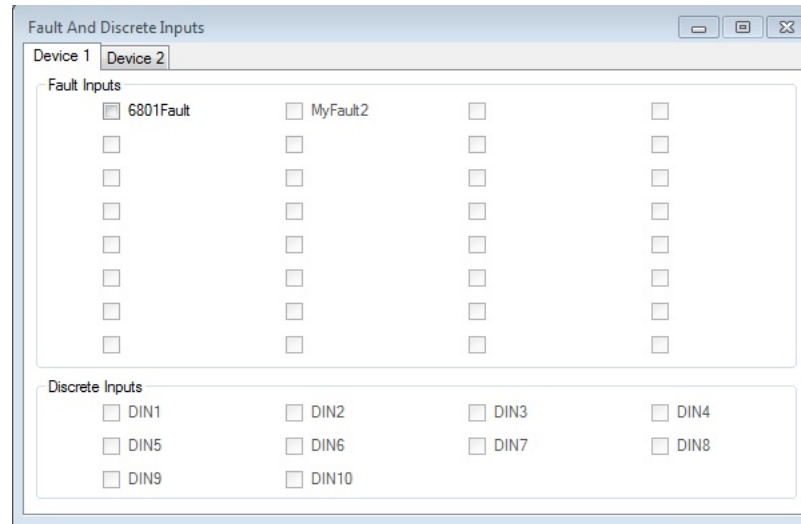 Fault And Discrete Inputs
Device 1 Device 2
Fault Inputs
6801Fault MyFault2
Discrete Inputs
DIN1 DIN2 DIN3 DIN4
DIN5 DIN6 DIN7 DIN8
DIN9 DIN10